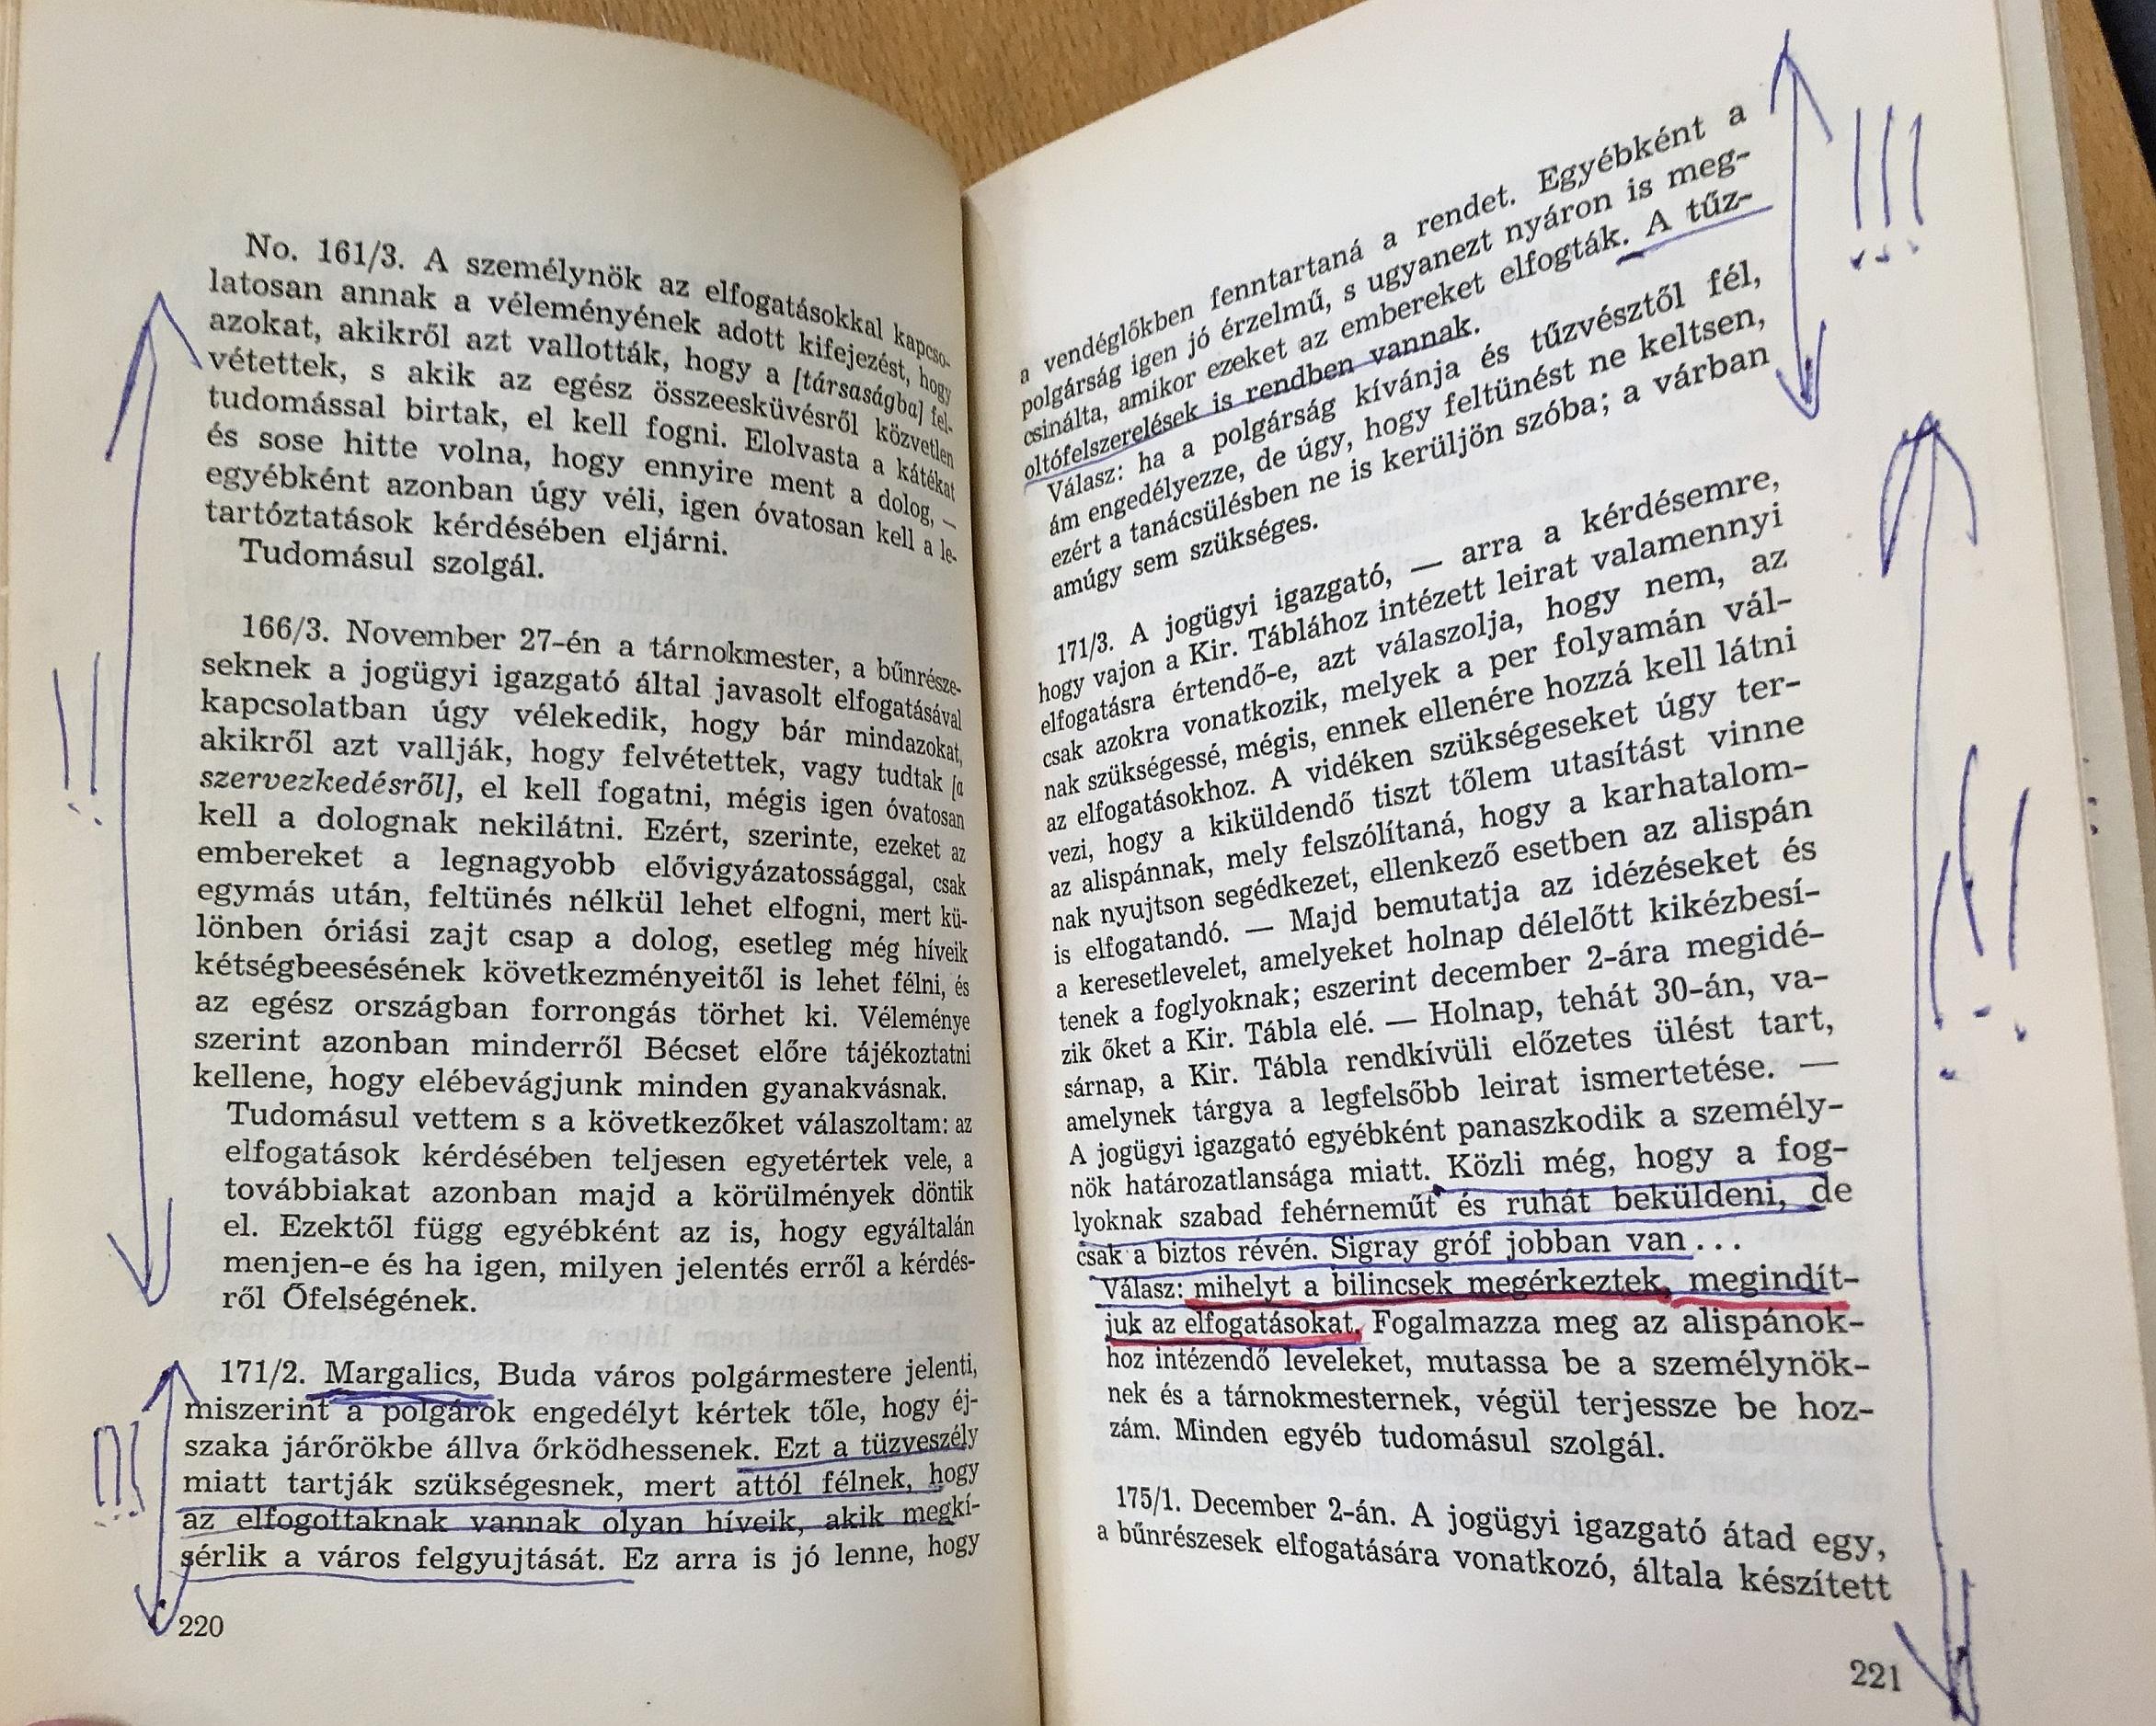 No. 161/3. A személynök az elfogatásokkal kapcso-
latosan annak a véleményének adott kifejezést, hogy
azokat, akikről azt vallották, hogy a [társaságba] fel-
vétettek, s akik az egész összeesküvésről közvetlen
tudomással birtak, el kell fogni. Elolvasta a kátékat
és sose hitte volna, hogy ennyire ment a dolog, –
egyébként azonban úgy véli, igen óvatosan kell a le-
tartóztatások kérdésében eljárni.
Tudomásul szolgál.
166/3. November 27-én a tárnokmester, a bűnrésze-
seknek a jogügyi igazgató által javasolt elfogatásával
kapcsolatban úgy vélekedik, hogy bár mindazokat,
akikről azt vallják, hogy felvétettek, vagy tudtak [a
szervezkedésről], el kell fogatni, mégis igen óvatosan
kell a dolognak nekilátni. Ezért, szerinte, ezeket az
embereket a legnagyobb elővigyázatossággal, csak
egymás után, feltünés nélkül lehet elfogni, mert kü-
lönben óriási zajt csap a dolog, esetleg még híveik
kétségbeesésének következményeitől is lehet félni, és
az egész országban forrongás törhet ki. Véleménye
szerint azonban minderről Bécset előre tájékoztatni
kellene, hogy elébevágjunk minden gyanakvásnak.
Tudomásul vettem s a következőket válaszoltam: az
elfogatások kérdésében teljesen egyetértek vele, a
továbbiakat azonban majd a körülmények döntik
el. Ezektől függ egyébként az is, hogy egyáltalán
menjen-e és ha igen, milyen jelentés erről a kérdés-
ről Őfelségének.
171/2. Margalics, Buda város polgármestere jelenti,
miszerint a polgárok engedélyt kértek tőle, hogy éj-
szaka járőrökbe állva őrködhessenek. Ezt a tüzveszély
miatt tartják szükségesnek, mert attól félnek, hogy
az elfogottaknak vannak olyan híveik, akik megkí-
sérlik a város felgyujtását. Ez arra is jó lenne, hogy
220
a vendéglőkben fenntartaná a rendet. Egyébként a
polgárság igen jó érzelmű, s ugyanezt nyáron is meg-
csinálta, amikor ezeket az embereket elfogták. A tűz-
oltófelszerelések is rendben vannak.
Válasz: ha a polgárság kívánja és tűzvésztől fél,
ám engedélyezze, de úgy, hogy feltünést ne keltsen,
ezért a tanácsülésben ne is kerüljön szóba; a várban
amúgy sem szükséges.
171/3. A jogügyi igazgató, — arra a kérdésemre,
hogy vajon a Kir. Táblához intézett leirat valamennyi
elfogatásra értendő-e, azt válaszolja, hogy nem, az
csak azokra vonatkozik, melyek a per folyamán vál-
nak szükségessé, mégis, ennek ellenére hozzá kell látni
az elfogatásokhoz. A vidéken szükségeseket úgy ter-
vezi, hogy a kiküldendő tiszt tőlem utasítást vinne
az alispánnak, mely felszólítaná, hogy a karhatalom-
nak nyujtson segédkezet, ellenkező esetben az alispán
is elfogatandó. — Majd bemutatja az idézéseket és
a keresetlevelet, amelyeket holnap délelőtt kikézbesí-
tenek a foglyoknak; eszerint december 2-ára megidé-
zik őket a Kir. Tábla elé. — Holnap, tehát 30-án, va-
sárnap, a Kir. Tábla rendkívüli előzetes ülést tart,
amelynek tárgya a legfelsőbb leirat ismertetése. —
A jogügyi igazgató egyébként panaszkodik a személy-
nök határozatlansága miatt. Közli még, hogy a fog-
lyoknak szabad fehérneműt és ruhát beküldeni, de
csak a biztos révén. Sigray gróf jobban van . . .
Válasz: mihelyt a bilincsek megérkeztek, megindít-
juk az elfogatásokat. Fogalmazza meg az alispánok-
hoz intézendő leveleket, mutassa be a személynök-
nek és a tárnokmesternek, végül terjessze be hoz-
zám. Minden egyéb tudomásul szolgál.
175/1. December 2-án. A jogügyi igazgató átad egy,
a bűnrészesek elfogatására vonatkozó, általa készített
221
!!
!!!
!!!
!!!